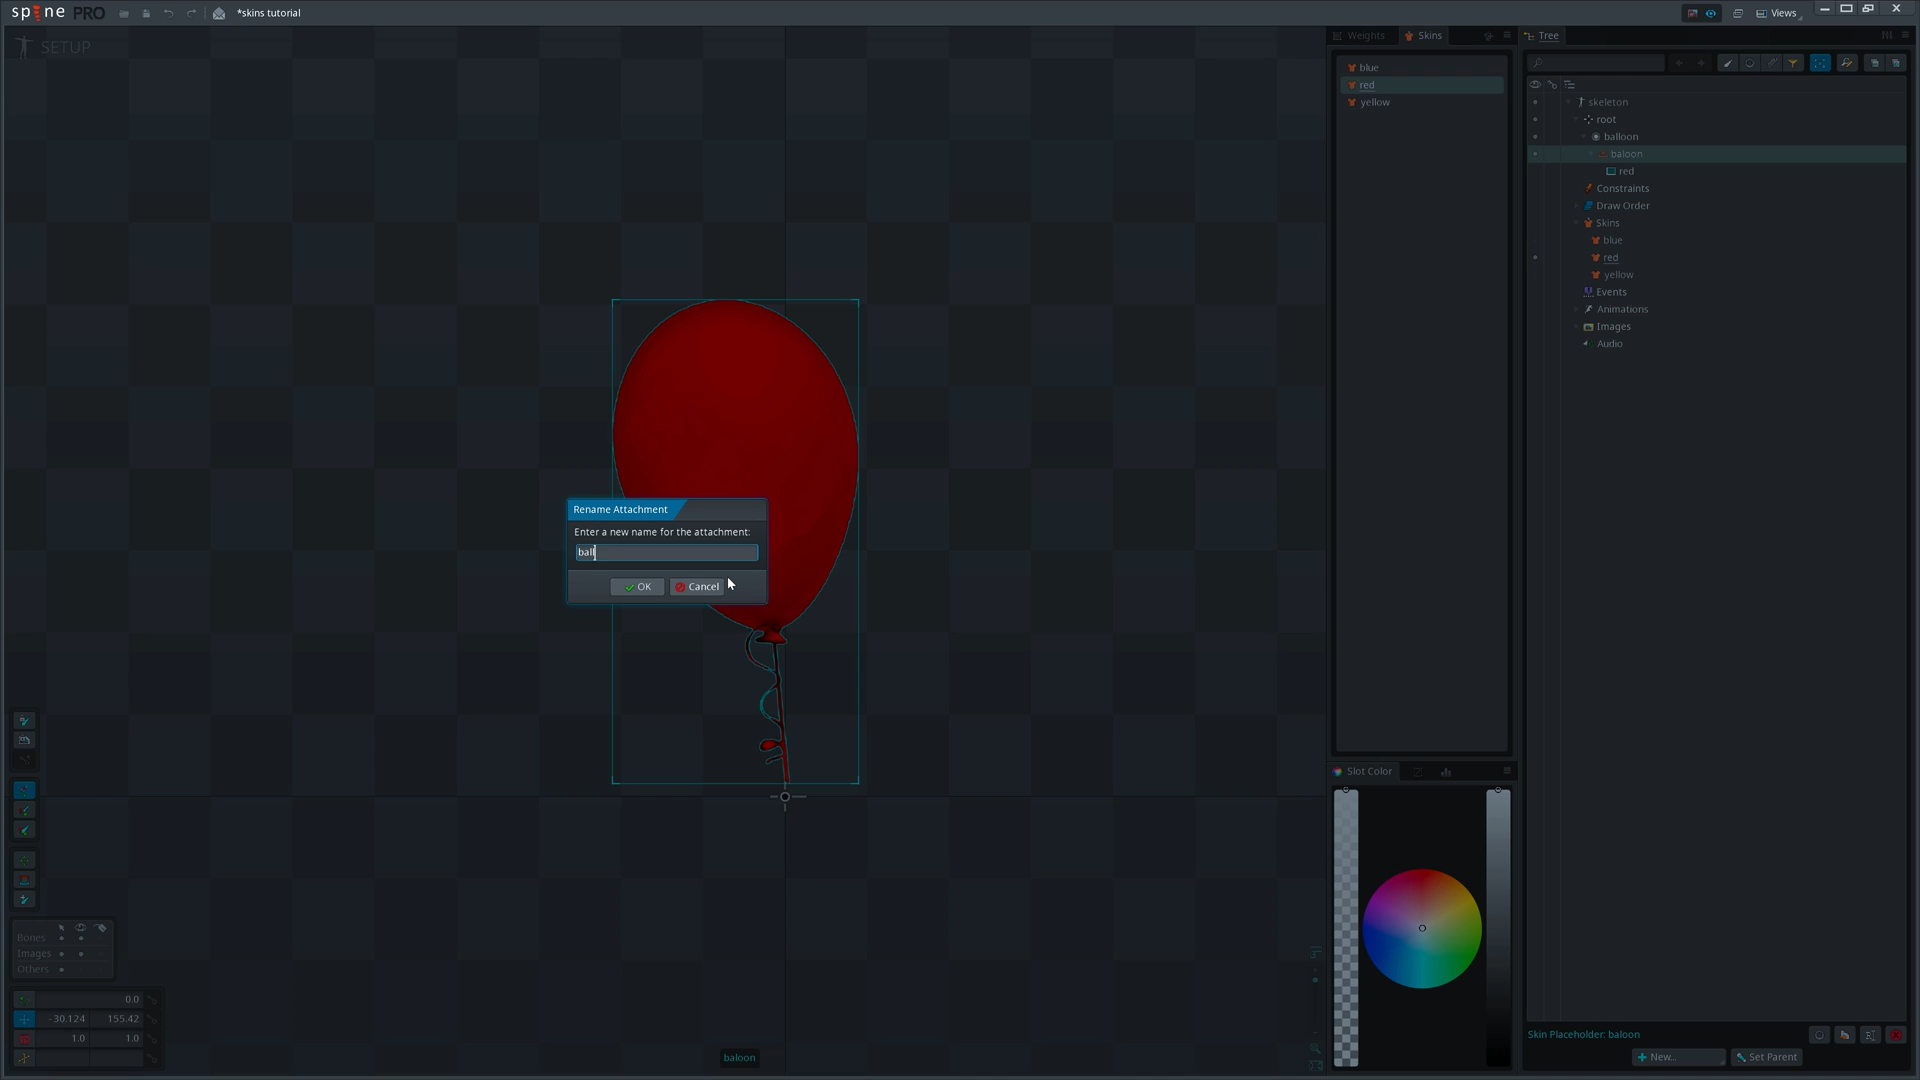 spine PRO
*skins tutorial
Views
SETUP
Weights
Skins
blue
red
yellow
Tree
skeleton
root
balloon
baloon
red
Constraints
Draw Order
Skins
blue
red
yellow
Events
Animations
Images
Audio
Rename Attachment
Enter a new name for the attachment:
ball
OK
Cancel
Slot Color
Bones
Images
Others
0.0
-30.124 155.42
1.0 1.0
baloon
Skin Placeholder: baloon
New...
Set Parent